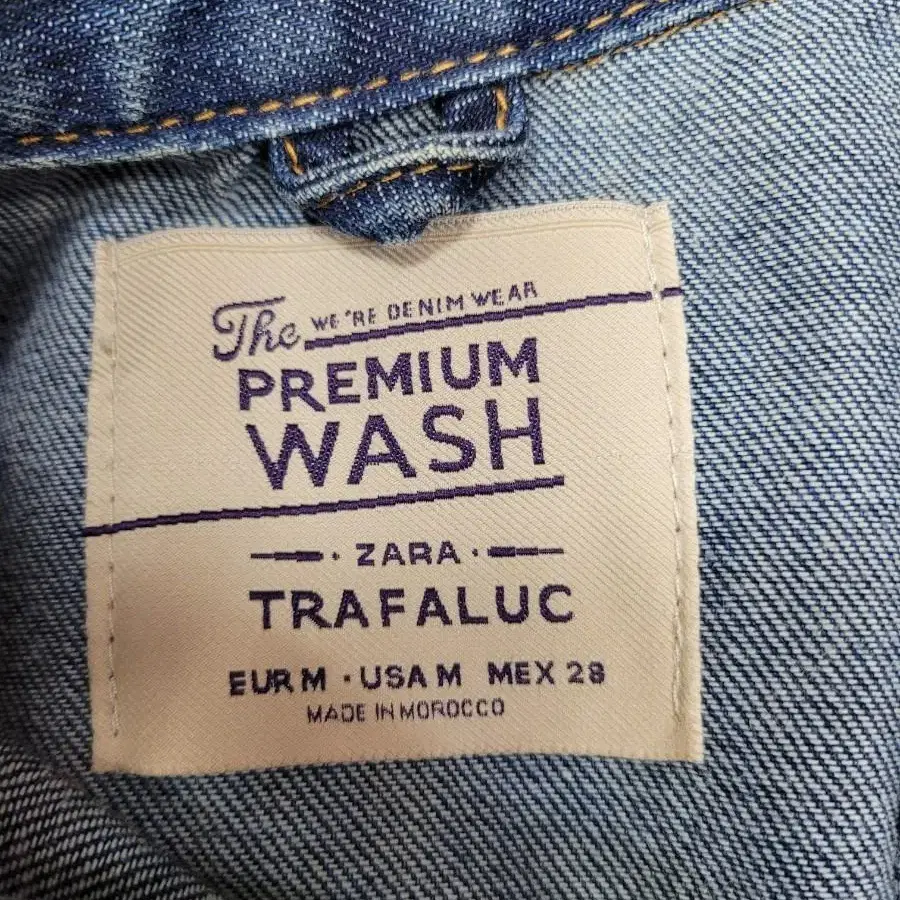 The WE'RE DENIM WEAR
PREMIUM
WASH
· ZARA ·
TRAFALUC
EUR M · USA M MEX 28
MADE IN MOROCCO